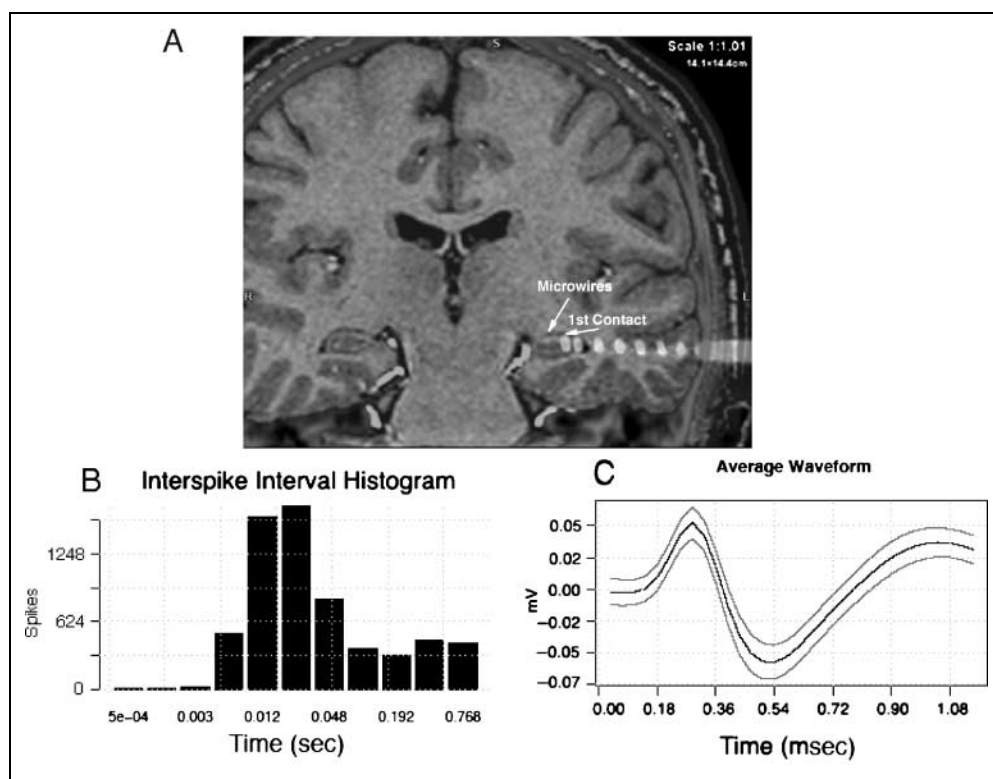 A
S
Scale 1:1.01
14.1×14.4cm
R
L
Microwires
1st Contact
B
Interspike Interval Histogram
Spikes
1248
624
0
5e-04 0.003 0.012 0.048 0.192 0.768
Time (sec)
C
Average Waveform
mV
0.05
0.02
0.00
−0.02
−0.05
−0.07
0.00 0.18 0.36 0.54 0.72 0.90 1.08
Time (msec)